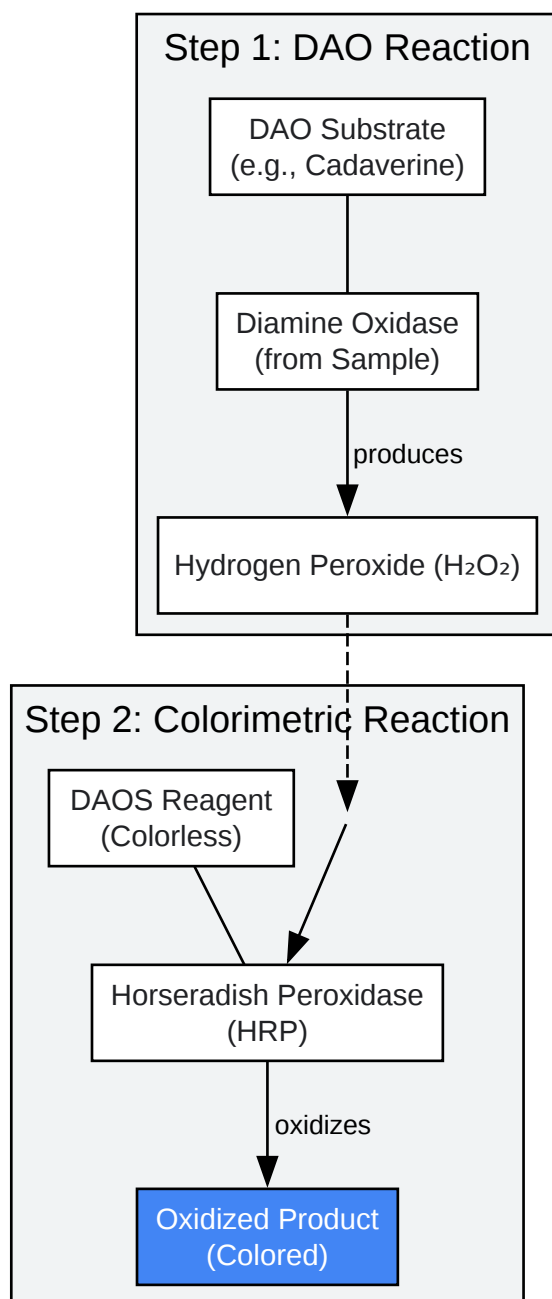 Step 1: DAO Reaction
DAO Substrate
(e.g., Cadaverine)
Diamine Oxidase
(from Sample)
produces
Hydrogen Peroxide (H₂O₂)
Step 2: Colorimetric Reaction
DAOS Reagent
(Colorless)
Horseradish Peroxidase
(HRP)
oxidizes
Oxidized Product
(Colored)